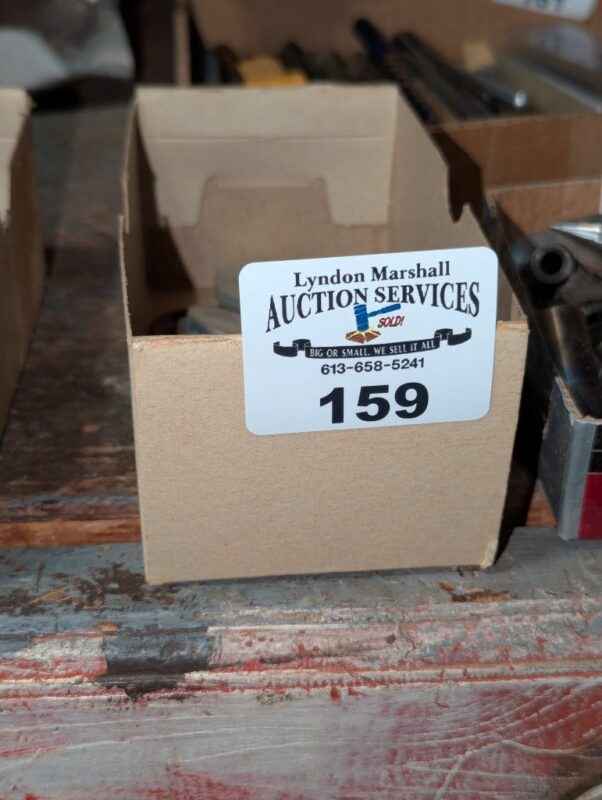 Lyndon Marshall
AUCTION SERVICES
SOLD!
BIG OR SMALL, WE SELL IT ALL
613-658-5241
159